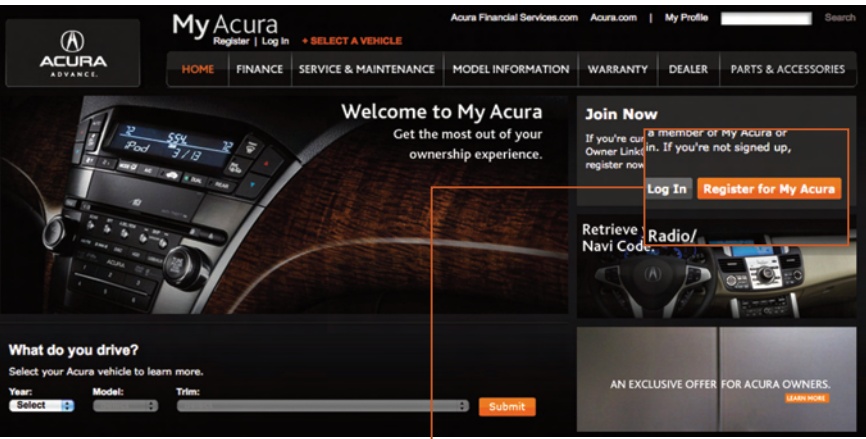 ACURA
ADVANCE.
My Acura
Register | Log In + SELECT A VEHICLE
Acura Financial Services.com Acura.com | My Profile Search
HOME FINANCE SERVICE & MAINTENANCE MODEL INFORMATION WARRANTY DEALER PARTS & ACCESSORIES
Welcome to My Acura
Get the most out of your
ownership experience.
Join Now
If you're
Owner Link
register now
a member of My Acura or
in. If you're not signed up,
Log In Register for My Acura
Radio/
Retrieve
Navi Code.
AN EXCLUSIVE OFFER FOR ACURA OWNERS.
LEARN MORE
What do you drive?
Select your Acura vehicle to learn more.
Year: Model: Trim:
Select Submit